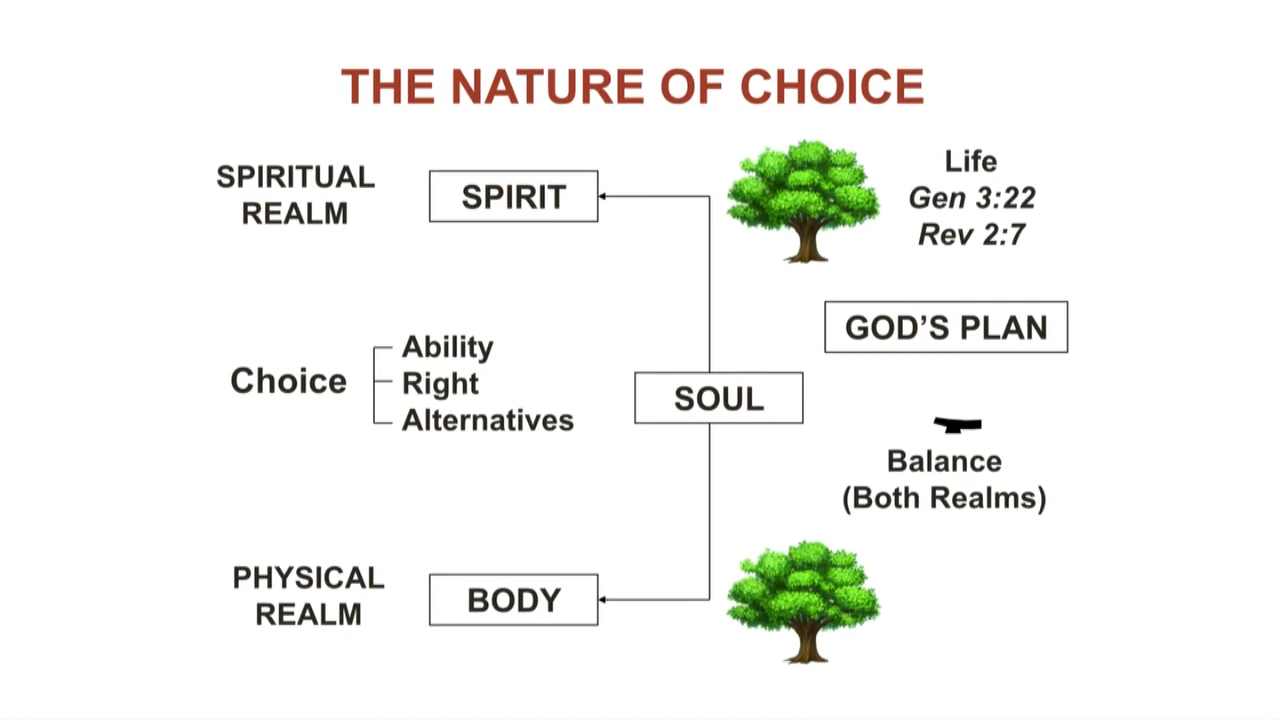 THE NATURE OF CHOICE
SPIRITUAL
REALM
SPIRIT
Life
Gen 3:22
Rev 2:7
GOD’S PLAN
Choice
Ability
Right
Alternatives
SOUL
Balance
(Both Realms)
PHYSICAL
REALM
BODY